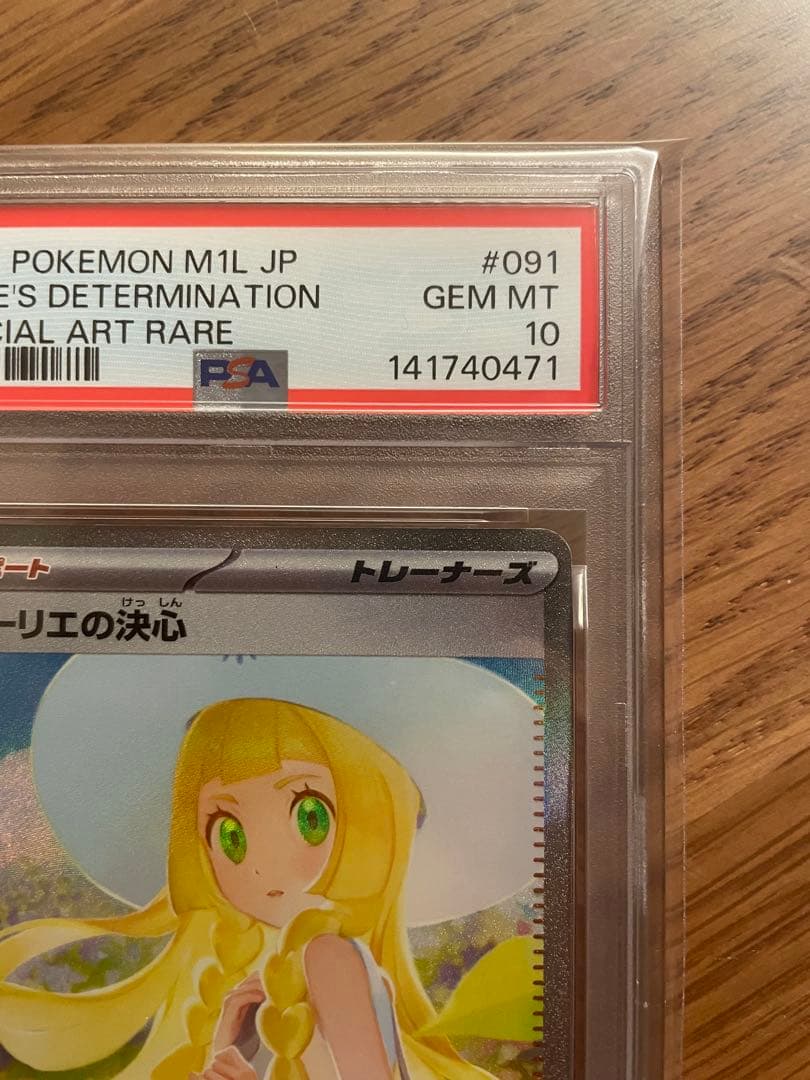 POKEMON M1L JP #091
E'S DETERMINATION GEM MT
CIAL ART RARE 10
PSA 141740471
ポート トレーナーズ
けっ しん
ーリエの決心